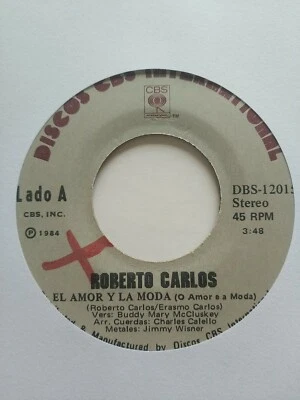 DISCOS CBS INTERNATIONAL
CBS
Lado A
CBS, INC.
Ⓟ 1984
DBS-1201
Stereo
45 RPM
3:48
ROBERTO CARLOS
EL AMOR Y LA MODA (O Amor e a Moda)
(Roberto Carlos/Erasmo Carlos)
Vers: Buddy Mary McCluskey
Arr. Cuerdas: Charles Calello
Metales: Jimmy Wisner
& Manufactured by Discos CBS